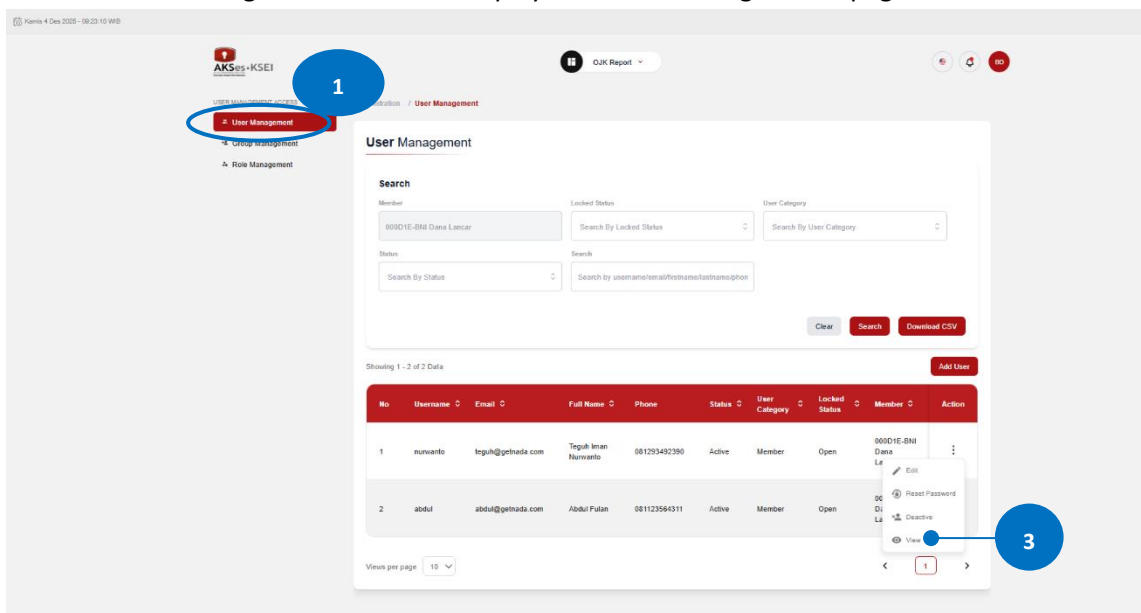 Kamis 4 Des 2025 - 09:23:10 WIB
AKSes-KSEI
OJK Report
BD
1
USER MANAGEMENT ACCESS
/ User Management
User Management
Group Management
Role Management
User Management
Search
Member
Locked Status
User Category
000D1E-BNI Dana Lancar
Search By Locked Status
Search By User Category
Status
Search
Search By Status
Search by username/email/firstname/lastname/phon
Clear
Search
Download CSV
Showing 1 - 2 of 2 Data
Add User
No Username Email Full Name Phone Status User Category Locked Status Member Action
1 nurwanto teguh@getnada.com Teguh Iman Nurwanto 081293492390 Active Member Open 000D1E-BNI Dana
Edit
Reset Password
2 abdul abdul@getnada.com Abdul Fulan 081123564311 Active Member Open
Deactive
View
3
Views per page 10
1